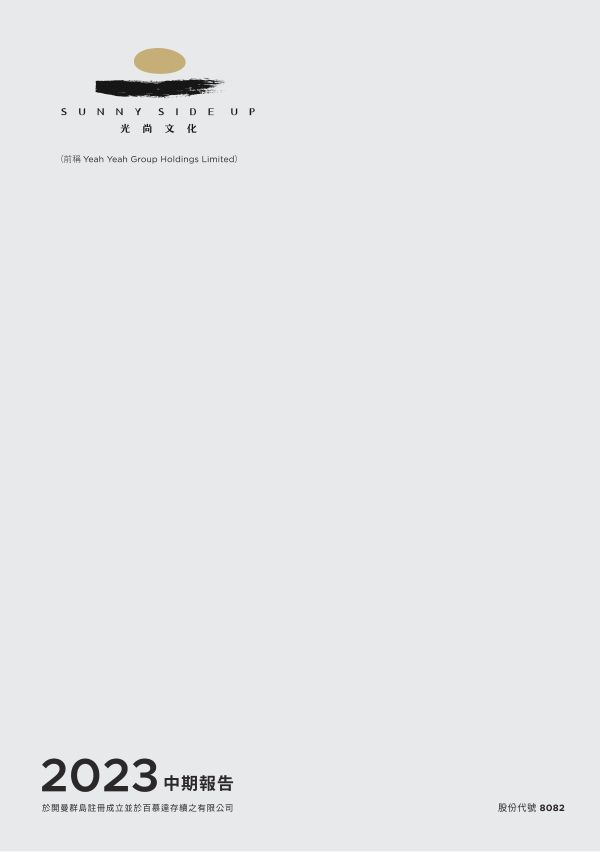 SUNNY SIDE UP
光尚文化
（前稱 Yeah Yeah Group Holdings Limited）
2023 中期報告
於開曼群島註冊成立並於百慕達存續之有限公司
股份代號 8082